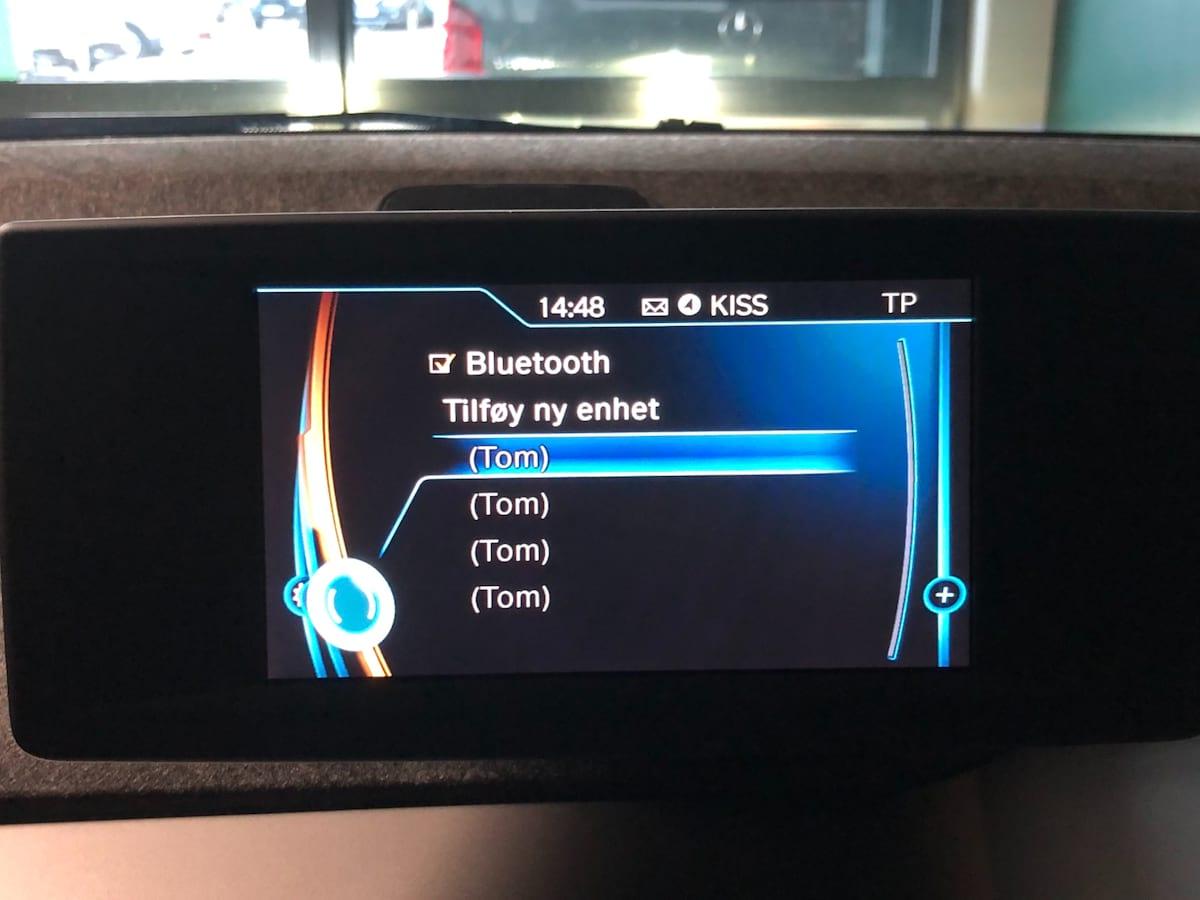 14:48 KISS TP
Bluetooth
Tilføy ny enhet
(Tom)
(Tom)
(Tom)
(Tom)